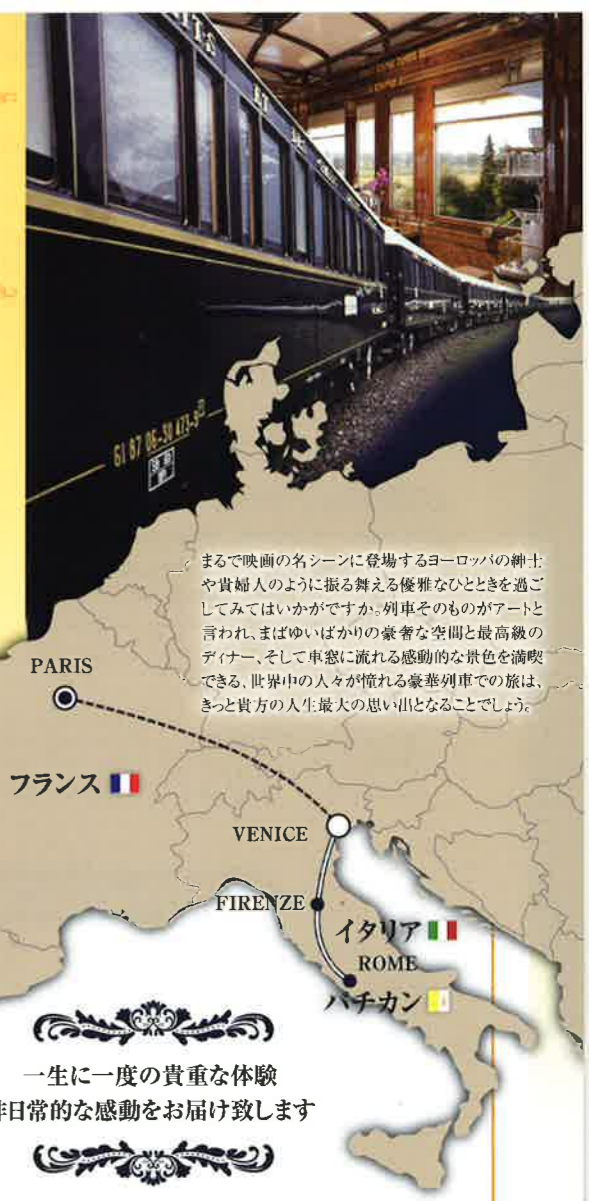 61 87 06-30 473-9
まるで映画の名シーンに登場するヨーロッパの紳士
や貴婦人のように振る舞える優雅なひとときを過ご
してみてはいかがですか。列車そのものがアートと
言われ、まばゆいばかりの豪奢な空間と最高級の
ディナー、そして車窓に流れる感動的な景色を満喫
できる、世界中の人々が憧れる豪華列車での旅は、
きっと貴方の人生最大の思い出となることでしょう。
PARIS
フランス
VENICE
FIRENZE
イタリア
ROME
バチカン
一生に一度の貴重な体験
非日常的な感動をお届け致します